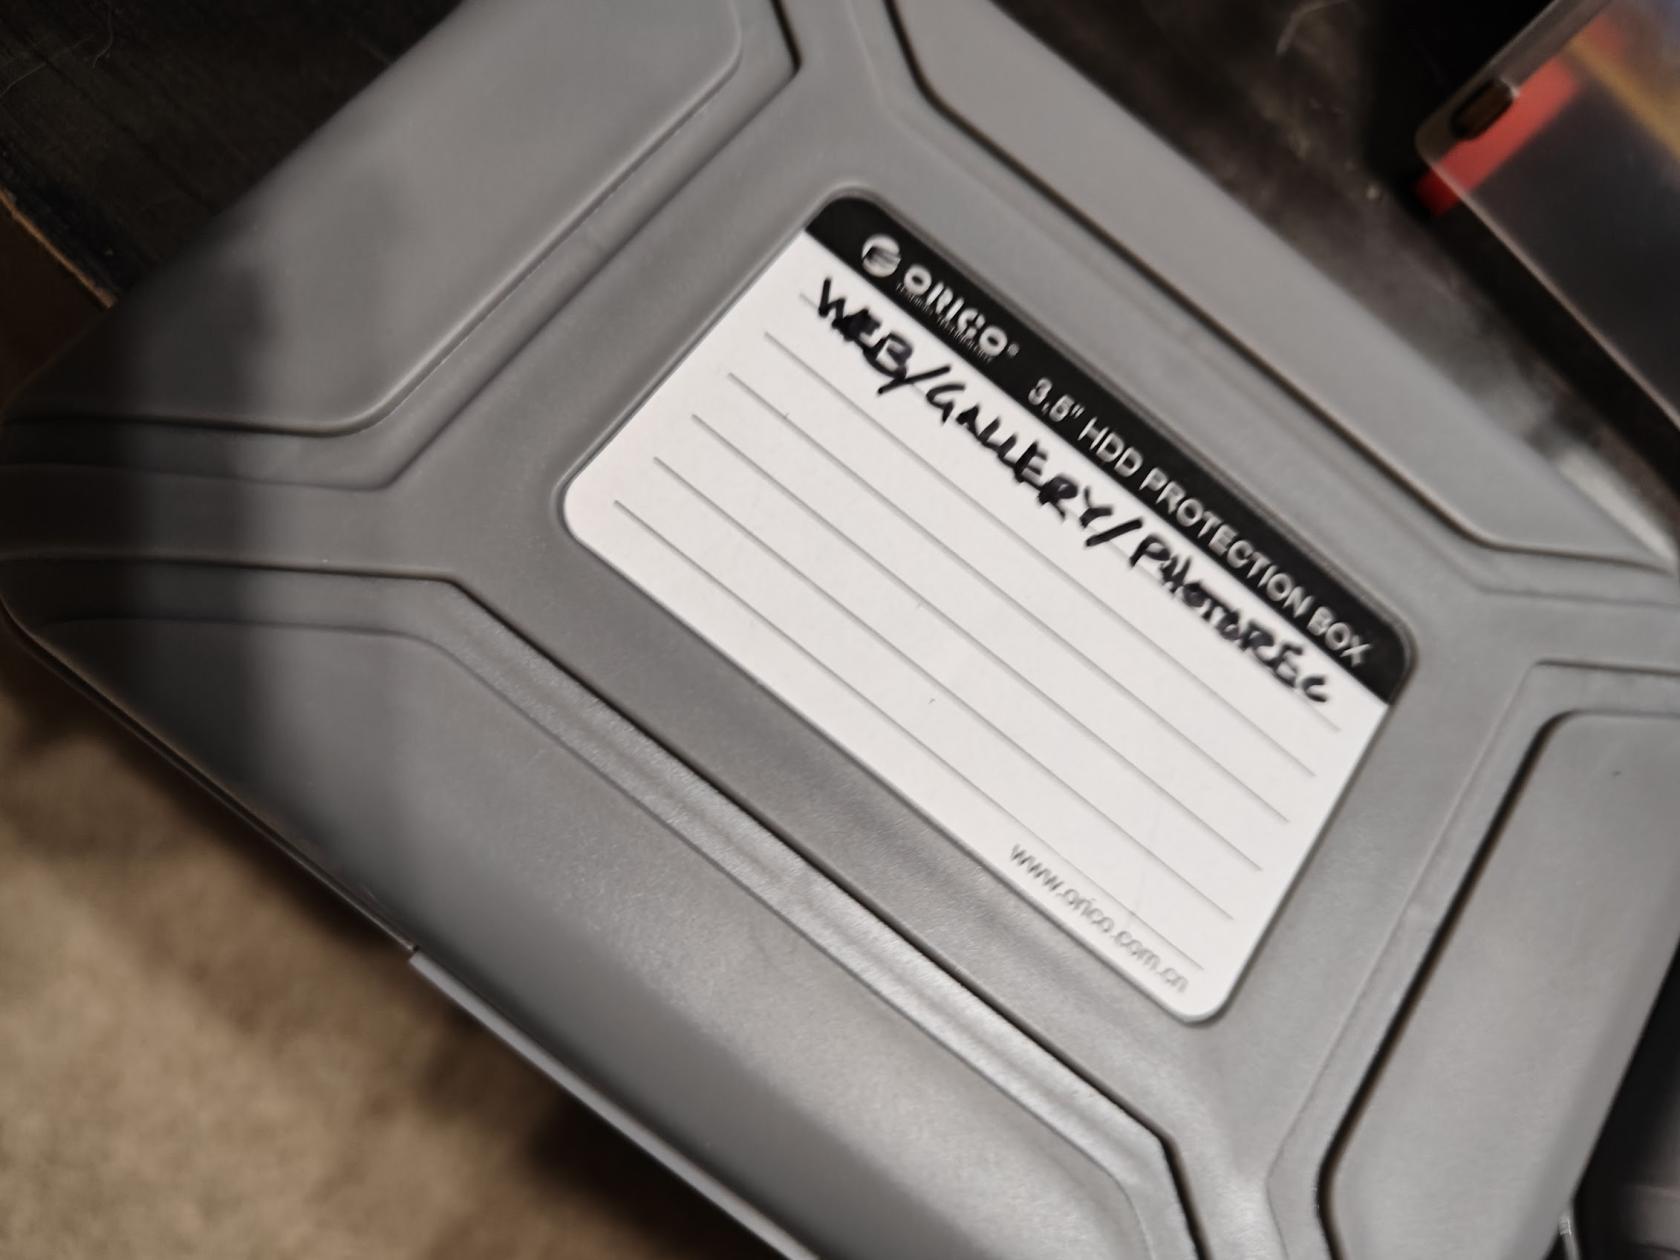 ORICO®
3.5" HDD PROTECTION BOX
WEB/GALLERY/PHOTOREC
www.orico.com.cn